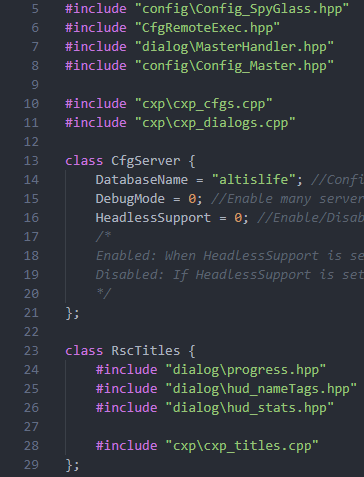 5 #include "config\Config_SpyGlass.hpp"
6 #include "CfgRemoteExec.hpp"
7 #include "dialog\MasterHandler.hpp"
8 #include "config\Config_Master.hpp"
9
10 #include "cxp\cxp_cfgs.cpp"
11 #include "cxp\cxp_dialogs.cpp"
12
13 class CfgServer {
14 DatabaseName = "altislife"; //Confi
15 DebugMode = 0; //Enable many server
16 HeadlessSupport = 0; //Enable/Disab
17 /*
18 Enabled: When HeadlessSupport is se
19 Disabled: If HeadlessSupport is set
20 */
21 };
22
23 class RscTitles {
24 #include "dialog\progress.hpp"
25 #include "dialog\hud_nameTags.hpp"
26 #include "dialog\hud_stats.hpp"
27
28 #include "cxp\cxp_titles.cpp"
29 };